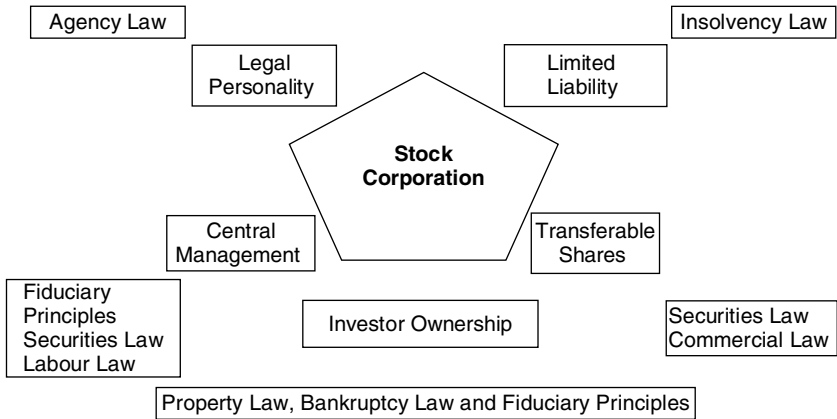 Agency Law
Insolvency Law
Legal
Personality
Limited
Liability
Stock
Corporation
Central
Management
Transferable
Shares
Fiduciary
Principles
Securities Law
Labour Law
Investor Ownership
Securities Law
Commercial Law
Property Law, Bankruptcy Law and Fiduciary Principles